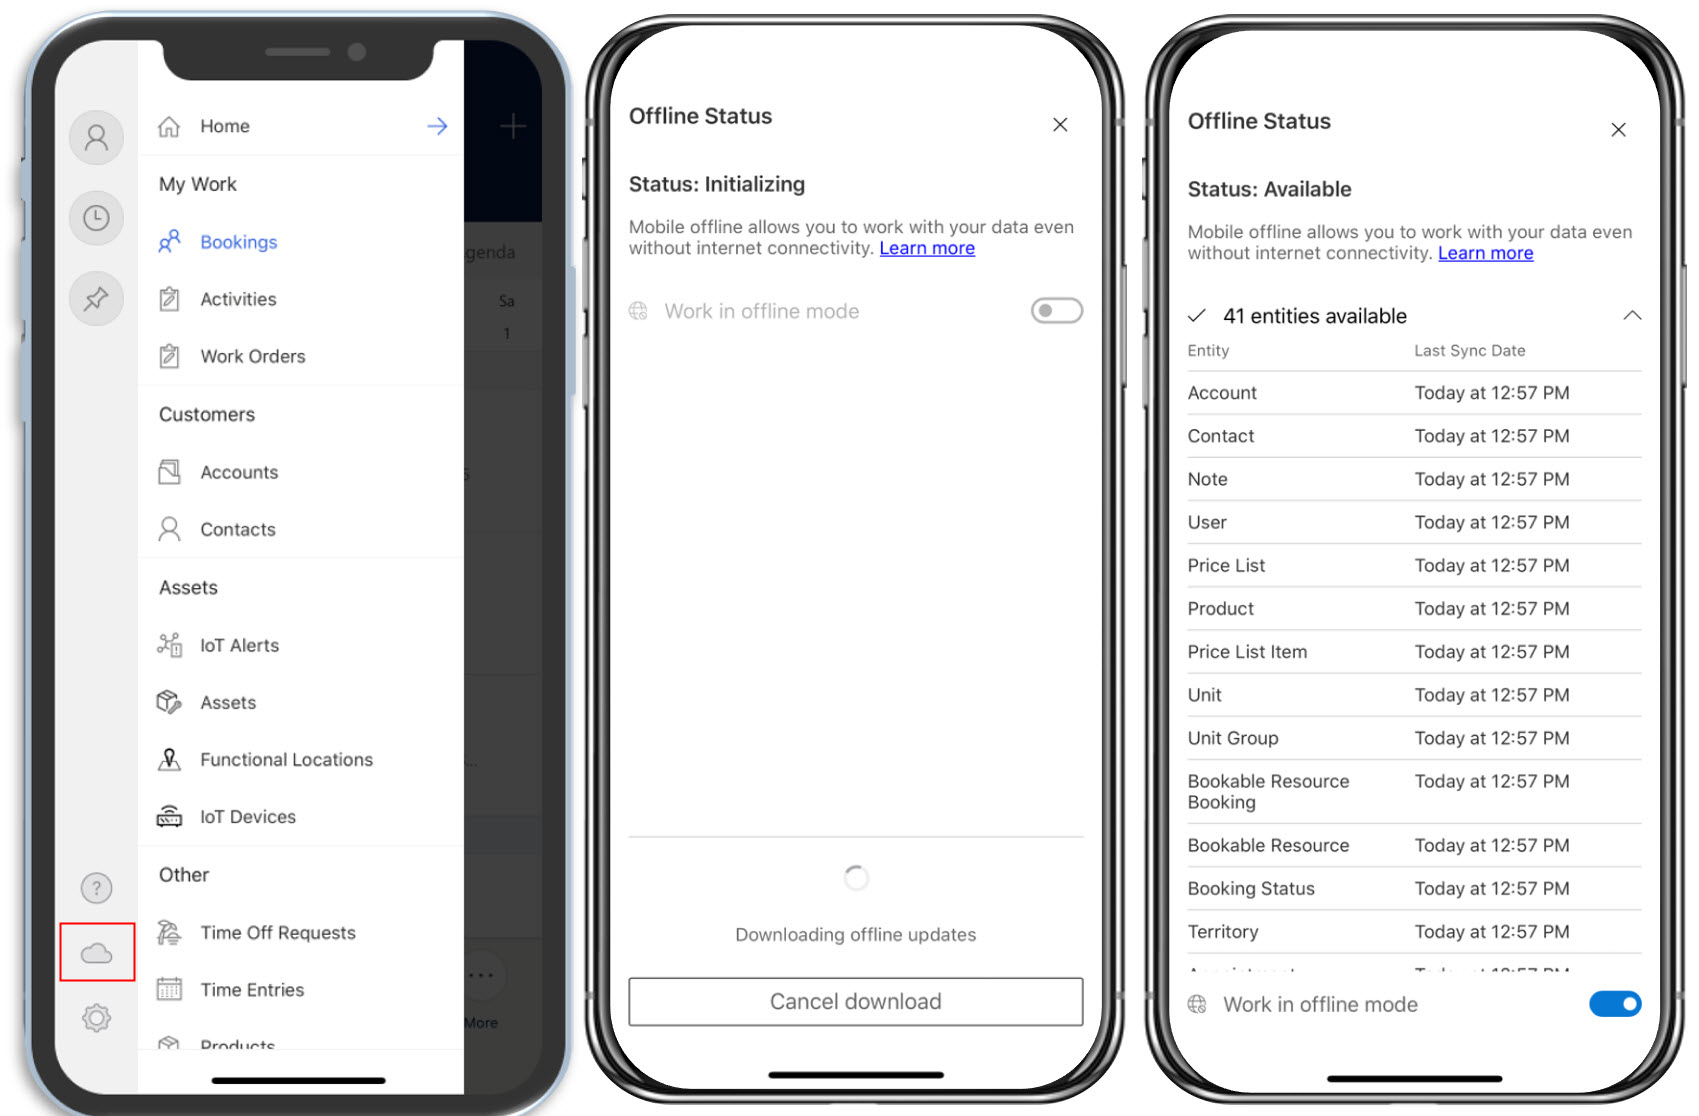 Home
My Work
Bookings
Activities
Work Orders
Customers
Accounts
Contacts
Assets
IoT Alerts
Assets
Functional Locations
IoT Devices
Other
Time Off Requests
Time Entries
Products
genda
Sa
1
5
...
More
?
Offline Status
Status: Initializing
Mobile offline allows you to work with your data even
without internet connectivity. Learn more
Work in offline mode
Downloading offline updates
Cancel download
Offline Status
Status: Available
Mobile offline allows you to work with your data even
without internet connectivity. Learn more
41 entities available
Entity Last Sync Date
Account Today at 12:57 PM
Contact Today at 12:57 PM
Note Today at 12:57 PM
User Today at 12:57 PM
Price List Today at 12:57 PM
Product Today at 12:57 PM
Price List Item Today at 12:57 PM
Unit Today at 12:57 PM
Unit Group Today at 12:57 PM
Bookable Resource Today at 12:57 PM
Booking
Bookable Resource Today at 12:57 PM
Booking Status Today at 12:57 PM
Territory Today at 12:57 PM
Work in offline mode